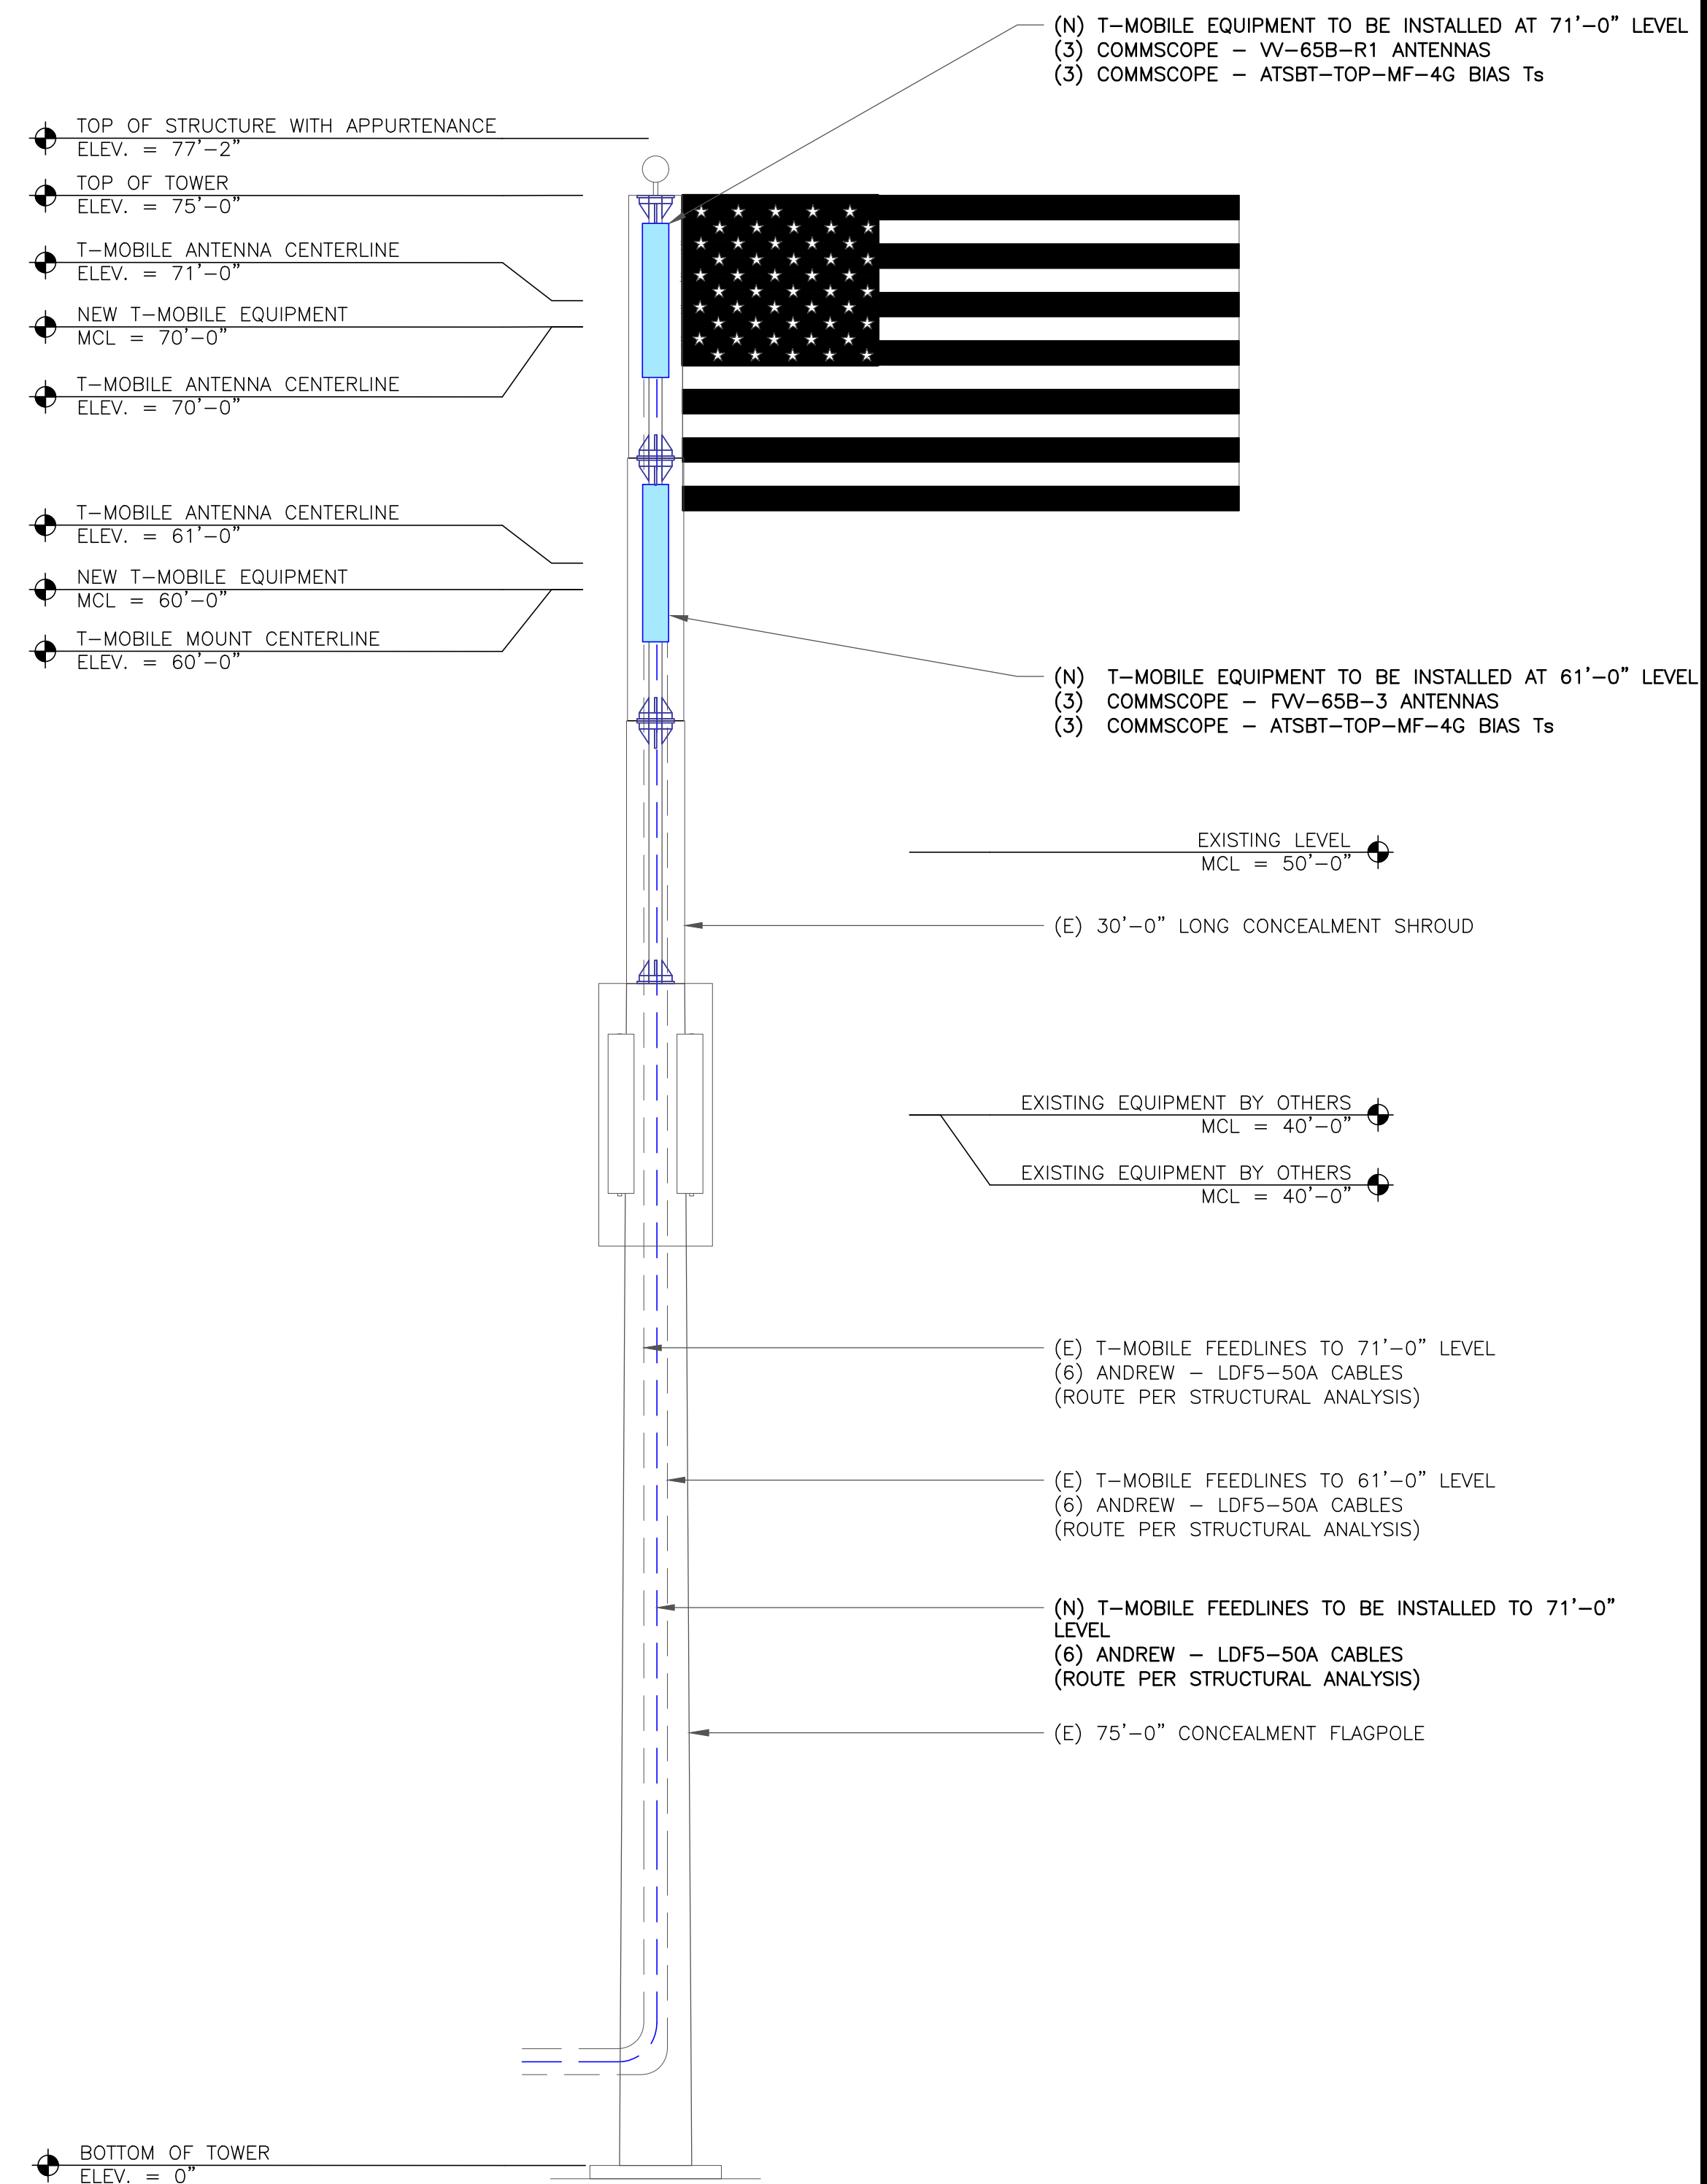 (N) T-MOBILE EQUIPMENT TO BE INSTALLED AT 71'-0" LEVEL
(3) COMMSCOPE - VV-65B-R1 ANTENNAS
(3) COMMSCOPE - ATSBT-TOP-MF-4G BIAS Ts
TOP OF STRUCTURE WITH APPURTENANCE
ELEV. = 77'-2"
TOP OF TOWER
ELEV. = 75'-0"
T-MOBILE ANTENNA CENTERLINE
ELEV. = 71'-0"
NEW T-MOBILE EQUIPMENT
MCL = 70'-0"
T-MOBILE ANTENNA CENTERLINE
ELEV. = 70'-0"
T-MOBILE ANTENNA CENTERLINE
ELEV. = 61'-0"
NEW T-MOBILE EQUIPMENT
MCL = 60'-0"
T-MOBILE MOUNT CENTERLINE
ELEV. = 60'-0"
(N) T-MOBILE EQUIPMENT TO BE INSTALLED AT 61'-0" LEVEL
(3) COMMSCOPE - FVV-65B-3 ANTENNAS
(3) COMMSCOPE - ATSBT-TOP-MF-4G BIAS Ts
EXISTING LEVEL
MCL = 50'-0"
(E) 30'-0" LONG CONCEALMENT SHROUD
EXISTING EQUIPMENT BY OTHERS
MCL = 40'-0"
EXISTING EQUIPMENT BY OTHERS
MCL = 40'-0"
(E) T-MOBILE FEEDLINES TO 71'-0" LEVEL
(6) ANDREW - LDF5-50A CABLES
(ROUTE PER STRUCTURAL ANALYSIS)
(E) T-MOBILE FEEDLINES TO 61'-0" LEVEL
(6) ANDREW - LDF5-50A CABLES
(ROUTE PER STRUCTURAL ANALYSIS)
(N) T-MOBILE FEEDLINES TO BE INSTALLED TO 71'-0"
LEVEL
(6) ANDREW - LDF5-50A CABLES
(ROUTE PER STRUCTURAL ANALYSIS)
(E) 75'-0" CONCEALMENT FLAGPOLE
BOTTOM OF TOWER
ELEV. = 0"